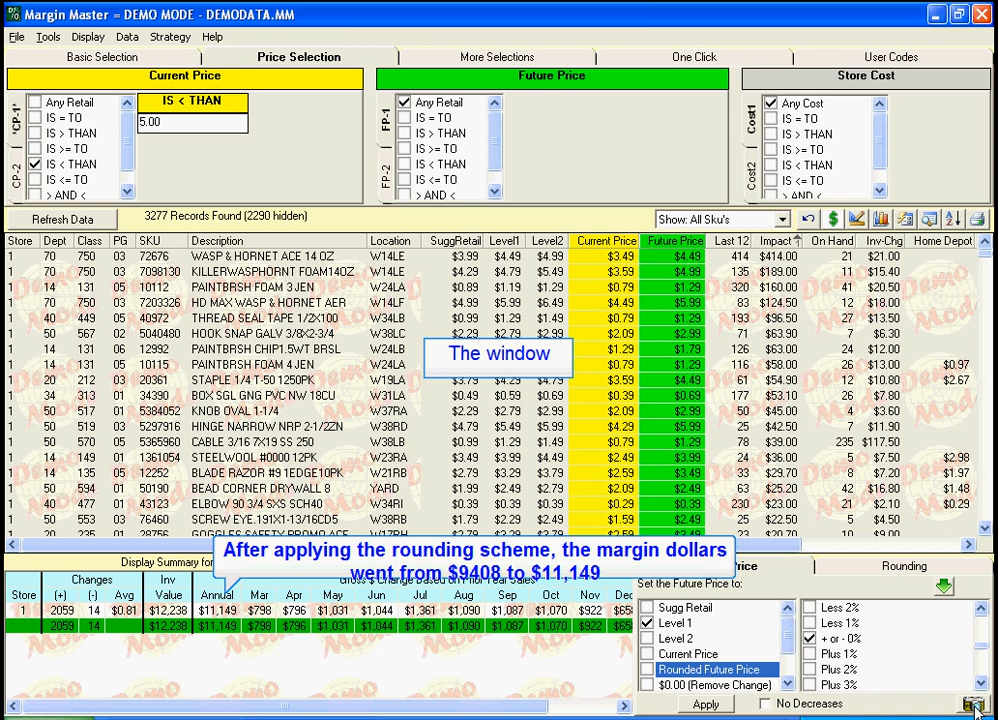 Margin Master = DEMO MODE - DEMODATA.MM
File Tools Display Data Strategy Help
Basic Selection Price Selection More Selections One Click User Codes
Current Price Future Price Store Cost
*CP-1* CP-2
Any Retail
IS = TO
IS > THAN
IS >= TO
IS < THAN
IS <= TO
> AND <
IS < THAN
5.00
FP-1 FP-2
Any Retail
IS = TO
IS > THAN
IS >= TO
IS < THAN
IS <= TO
> AND <
Cost1 Cost2
Any Cost
IS = TO
IS > THAN
IS >= TO
IS < THAN
IS <= TO
> AND <
Refresh Data 3277 Records Found (2290 hidden) Show: All Sku's
Store Dept Class PG SKU Description Location SuggRetail Level1 Level2 Current Price Future Price Last 12 Impact On Hand Inv-Chg Home Depot
1 70 750 03 72676 WASP & HORNET ACE 14 OZ W14LE $3.99 $4.49 $4.99 $3.49 $4.49 414 $414.00 21 $21.00
1 70 750 03 7098130 KILLERWASPHORNT FOAM14OZ W14LE $4.29 $4.79 $5.49 $3.59 $4.99 135 $189.00 11 $15.40
1 14 131 05 10112 PAINTBRSH FOAM 3 JEN W24LA $0.89 $1.19 $1.29 $0.79 $1.29 320 $160.00 41 $20.50
1 70 750 03 7203326 HD MAX WASP & HORNET AER W14LF $4.99 $5.99 $6.49 $4.49 $5.99 83 $124.50 12 $18.00
1 40 449 05 40972 THREAD SEAL TAPE 1/2X100 W34LB $0.99 $1.29 $1.49 $0.79 $1.29 193 $96.50 27 $13.50
1 50 567 02 5040480 HOOK SNAP GALV 3/8X2-3/4 W38LC $2.29 $2.79 $2.99 $2.09 $2.99 71 $63.90 7 $6.30
1 14 131 06 12992 PAINTBRSH CHIP1.5WT BRSL $1.29 $1.79 126 $63.00 24 $12.00
1 14 131 05 10115 PAINTBRSH FOAM 4 JEN W24LA $0.79 $1.29 116 $58.00 26 $13.00 $0.97
1 20 212 03 20361 STAPLE 1/4 T-50 1250PK W19LA $3.79 $4.29 $4.79 $3.59 $4.49 61 $54.90 12 $10.80 $2.67
1 34 313 01 34390 BOX SGL GNG PVC NW 18CU W31LA $0.49 $0.59 $0.69 $0.39 $0.69 177 $53.10 26 $7.80
1 50 517 01 5384052 KNOB OVAL 1-1/4 W37RA $2.29 $2.79 $2.99 $2.09 $2.99 50 $45.00 4 $3.60
1 50 519 03 5297916 HINGE NARROW NRP 2-1/2ZN W38RD $4.79 $5.49 $5.99 $4.29 $5.99 25 $42.50 7 $11.90
1 50 570 05 5365960 CABLE 3/16 7X19 SS 250 W38LB $0.99 $1.29 $1.49 $0.79 $1.29 78 $39.00 235 $117.50
1 14 149 01 1361054 STEELWOOL #0000 12PK W23RA $3.49 $3.99 $4.49 $2.49 $3.99 24 $36.00 5 $7.50 $2.98
1 14 135 05 12252 BLADE RAZOR #9 1EDGE10PK W21RB $2.79 $3.29 $3.79 $2.59 $3.49 33 $29.70 8 $7.20 $1.97
1 50 594 01 50190 BEAD CORNER DRYWALL 8 YARD $1.99 $2.49 $2.79 $2.09 $2.49 63 $25.20 42 $16.80 $1.48
1 40 477 01 43123 ELBOW 90 3/4 SXS SCH40 W34RI $0.39 $0.39 $0.49 $0.39 $0.49 230 $23.00 21 $2.10 $0.29
1 50 553 03 76460 SCREW EYE.191X1-13/16CD5 W38RB $1.79 $2.29 $2.49 $1.59 $2.49 25 $22.50 5 $4.50
The window
After applying the rounding scheme, the margin dollars
went from $9408 to $11,149
Display Summary for Rounding
Changes Inv
Store (+) (-) Avg Value Annual Mar Apr May Jun Jul Aug Sep Oct Nov Dec
1 2059 14 $0.81 $12,238 $11,149 $798 $796 $1,031 $1,044 $1,361 $1,090 $1,087 $1,070 $922
2059 14 $12,238 $11,149 $798 $796 $1,031 $1,044 $1,361 $1,090 $1,087 $1,070 $922
Set the Future Price to:
Sugg Retail
Level 1
Level 2
Current Price
Rounded Future Price
$0.00 (Remove Change)
Less 2%
Less 1%
+ or - 0%
Plus 1%
Plus 2%
Plus 3%
Apply No Decreases